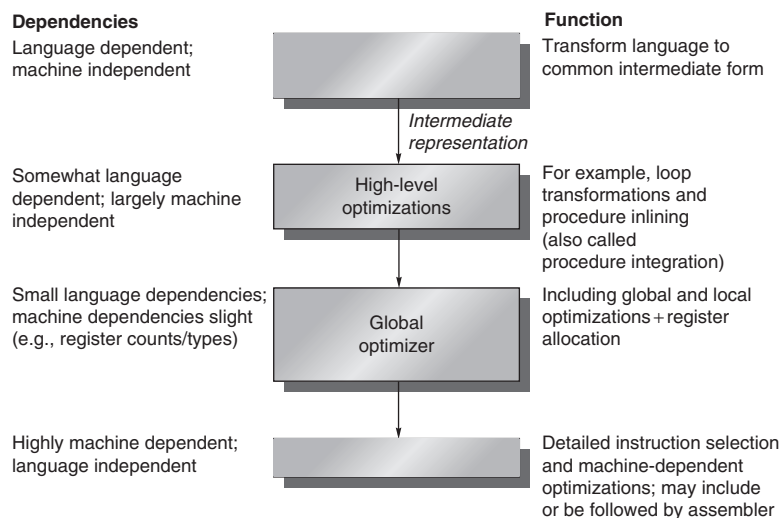 Dependencies
Language dependent;
machine independent
Function
Transform language to
common intermediate form
Intermediate
representation
Somewhat language
dependent; largely machine
independent
High-level
optimizations
For example, loop
transformations and
procedure inlining
(also called
procedure integration)
Small language dependencies;
machine dependencies slight
(e.g., register counts/types)
Global
optimizer
Including global and local
optimizations + register
allocation
Highly machine dependent;
language independent
Detailed instruction selection
and machine-dependent
optimizations; may include
or be followed by assembler